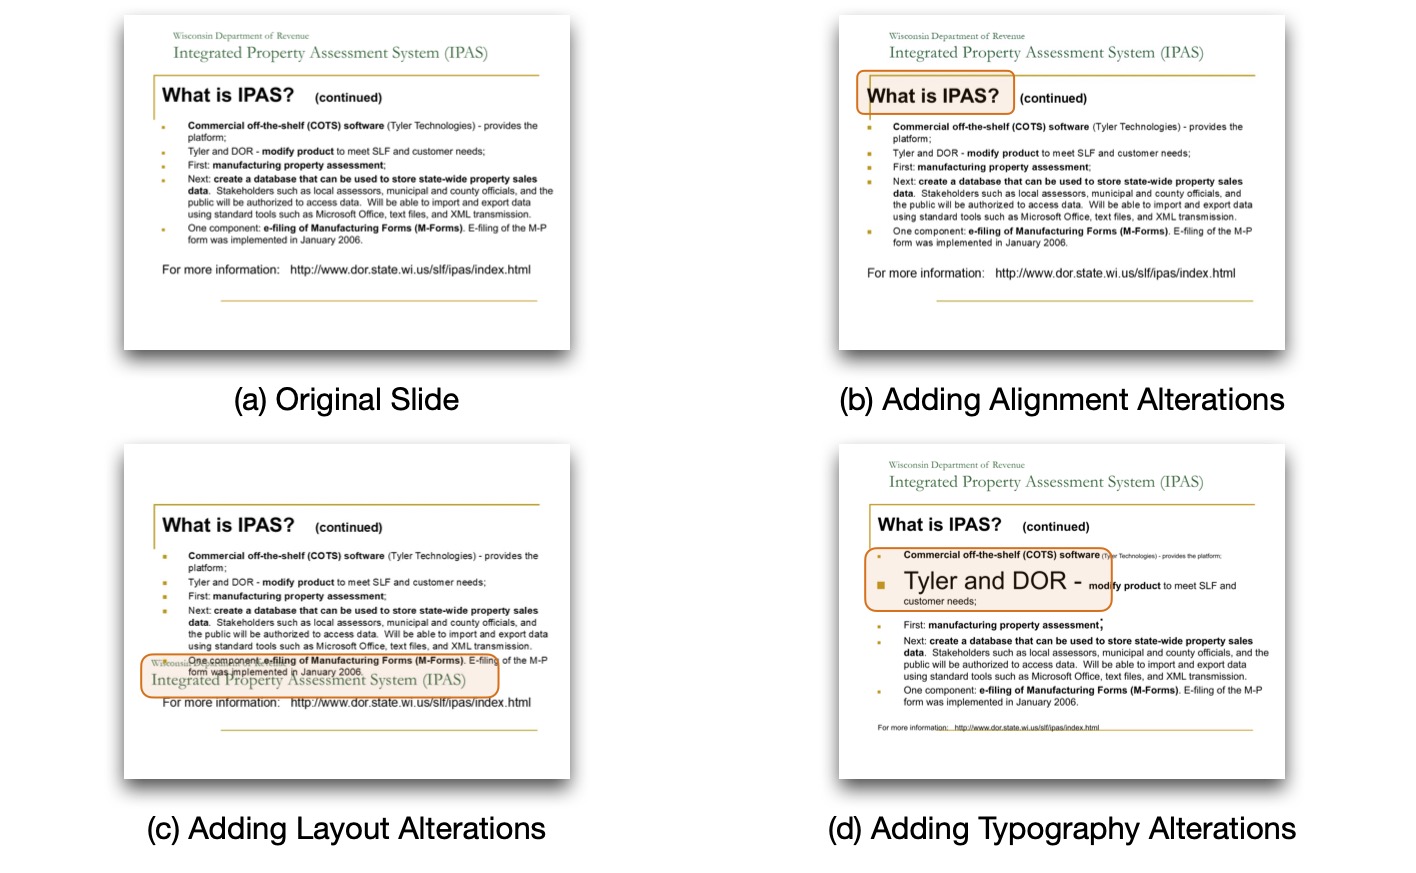 Wisconsin Department of Revenue
Integrated Property Assessment System (IPAS)
What is IPAS? (continued)
Commercial off-the-shelf (COTS) software (Tyler Technologies) - provides the
platform;
Tyler and DOR - modify product to meet SLF and customer needs;
First: manufacturing property assessment;
Next: create a database that can be used to store state-wide property sales
data. Stakeholders such as local assessors, municipal and county officials, and the
public will be authorized to access data. Will be able to import and export data
using standard tools such as Microsoft Office, text files, and XML transmission.
One component: e-filing of Manufacturing Forms (M-Forms). E-filing of the M-P
form was implemented in January 2006.
For more information: http://www.dor.state.wi.us/slf/ipas/index.html
(a) Original Slide
Wisconsin Department of Revenue
Integrated Property Assessment System (IPAS)
What is IPAS? (continued)
Commercial off-the-shelf (COTS) software (Tyler Technologies) - provides the
platform;
Tyler and DOR - modify product to meet SLF and customer needs;
First: manufacturing property assessment;
Next: create a database that can be used to store state-wide property sales
data. Stakeholders such as local assessors, municipal and county officials, and
the public will be authorized to access data. Will be able to import and export data
using standard tools such as Microsoft Office, text files, and XML transmission.
One component: e-filing of Manufacturing Forms (M-Forms). E-filing of the M-P
form was implemented in January 2006.
For more information: http://www.dor.state.wi.us/slf/ipas/index.html
(b) Adding Alignment Alterations
What is IPAS? (continued)
Commercial off-the-shelf (COTS) software (Tyler Technologies) - provides the
platform;
Tyler and DOR - modify product to meet SLF and customer needs;
First: manufacturing property assessment;
Next: create a database that can be used to store state-wide property sales
data. Stakeholders such as local assessors, municipal and county officials, and
the public will be authorized to access data. Will be able to import and export data
using standard tools such as Microsoft Office, text files, and XML transmission.
One component: e-filing of Manufacturing Forms (M-Forms). E-filing of the M-P
Wisconsin Department of Revenue
form was implemented in January 2006.
Integrated Property Assessment System (IPAS)
For more information: http://www.dor.state.wi.us/slf/ipas/index.html
(c) Adding Layout Alterations
Wisconsin Department of Revenue
Integrated Property Assessment System (IPAS)
What is IPAS? (continued)
Commercial off-the-shelf (COTS) software (Tyler Technologies) - provides the platform;
Tyler and DOR - modify product to meet SLF and
customer needs;
First: manufacturing property assessment;
Next: create a database that can be used to store state-wide property sales
data. Stakeholders such as local assessors, municipal and county officials, and the
public will be authorized to access data. Will be able to import and export data
using standard tools such as Microsoft Office, text files, and XML transmission.
One component: e-filing of Manufacturing Forms (M-Forms). E-filing of the M-P
form was implemented in January 2006.
For more information: http://www.dor.state.wi.us/slf/ipas/index.html
(d) Adding Typography Alterations